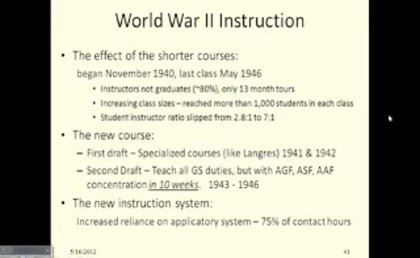 World War II Instruction
• The effect of the shorter courses:
began November 1940, last class May 1946
• Instructors not graduates (~80%), only 13 month tours
• Increasing class sizes – reached more than 1,000 students in each class
• Student instructor ratio slipped from 2.8:1 to 7:1
• The new course:
– First draft – Specialized courses (like Langres) 1941 & 1942
– Second Draft – Teach all GS duties, but with AGF, ASF, AAF
concentration in 10 weeks. 1943 - 1946
• The new instruction system:
Increased reliance on applicatory system – 75% of contact hours
5/16/2012
41